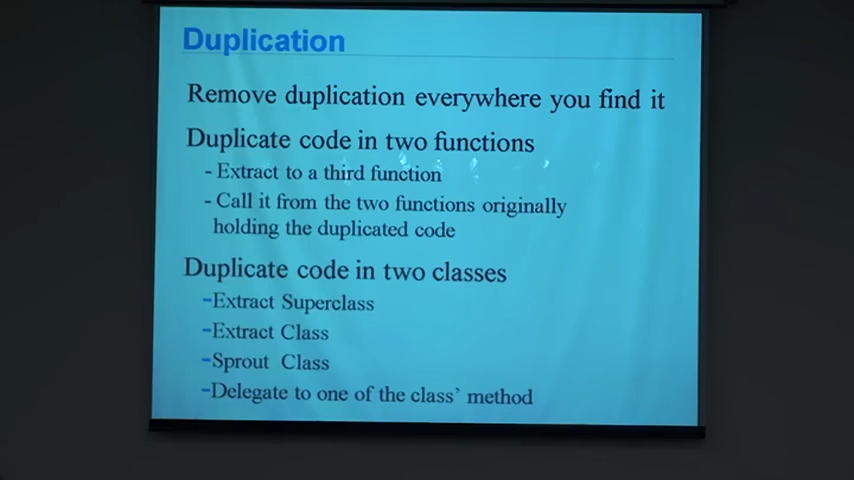 Duplication
Remove duplication everywhere you find it
Duplicate code in two functions
- Extract to a third function
- Call it from the two functions originally
holding the duplicated code
Duplicate code in two classes
-Extract Superclass
-Extract Class
-Sprout Class
-Delegate to one of the class’ method